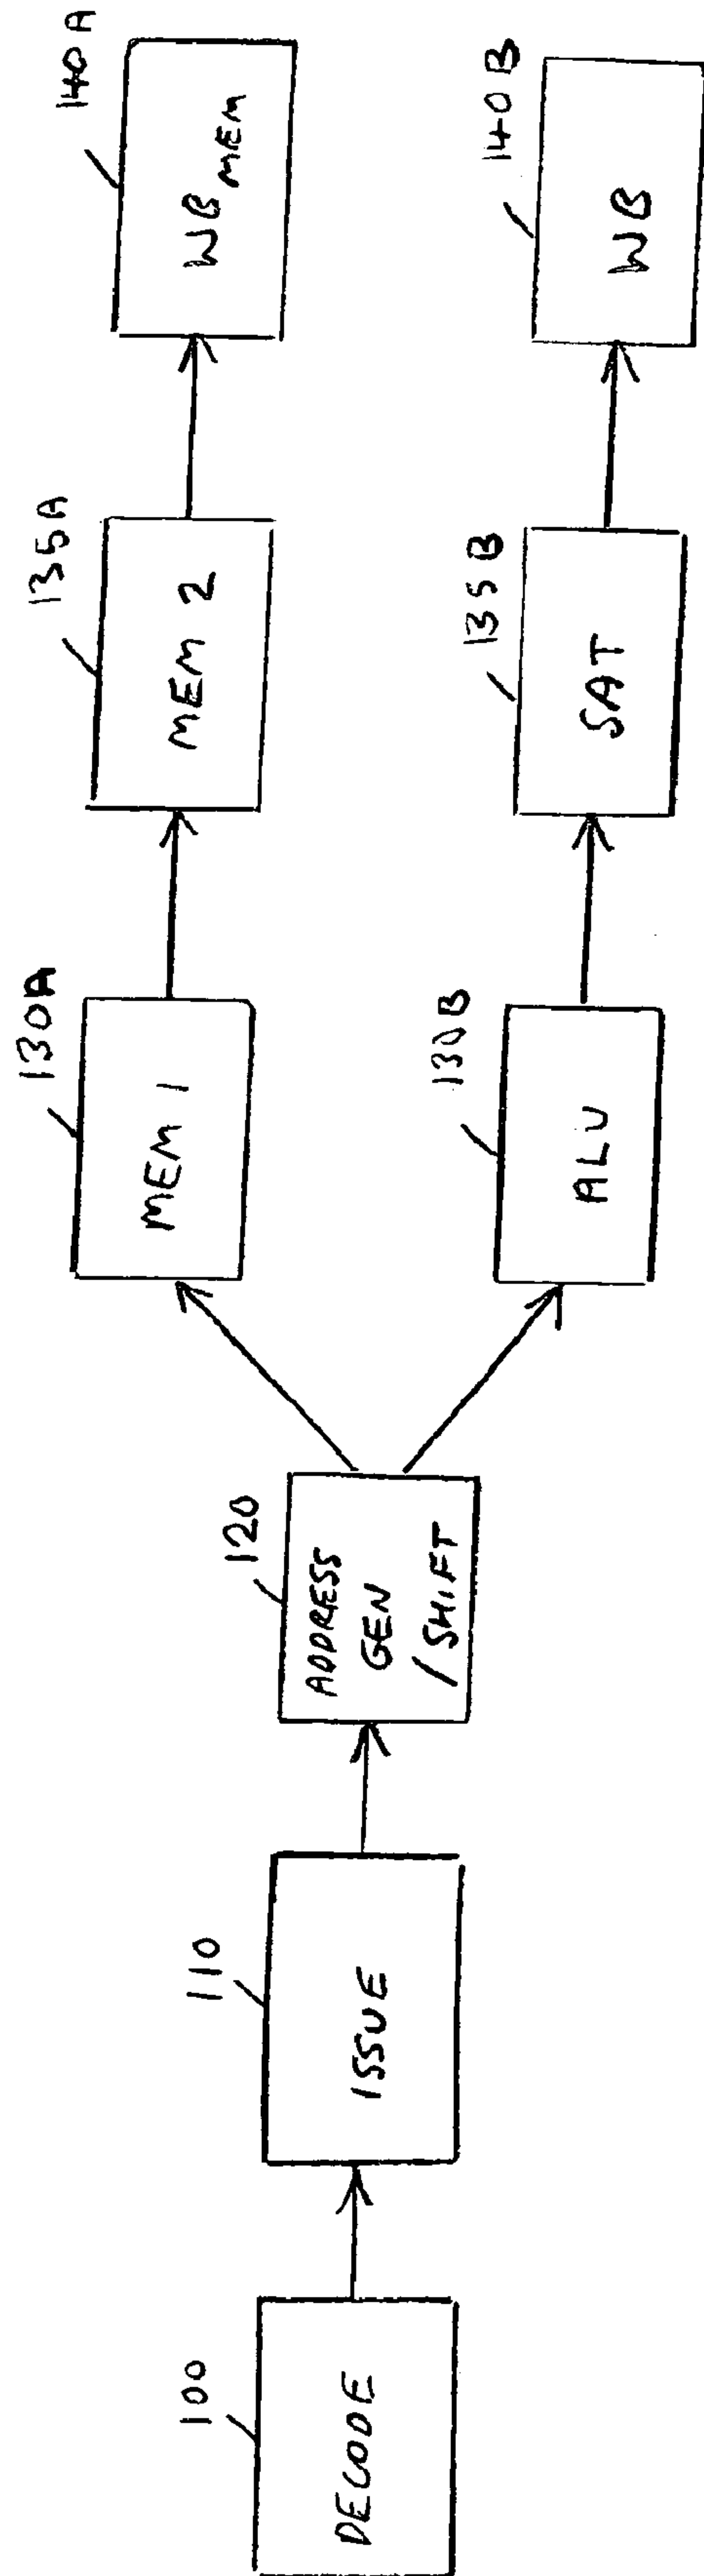 100
DECODE
110
ISSUE
120
ADDRESS
GEN
/ SHIFT
130A
MEM 1
135A
MEM 2
140A
WB MEM
130B
ALU
135B
SAT
140B
WB